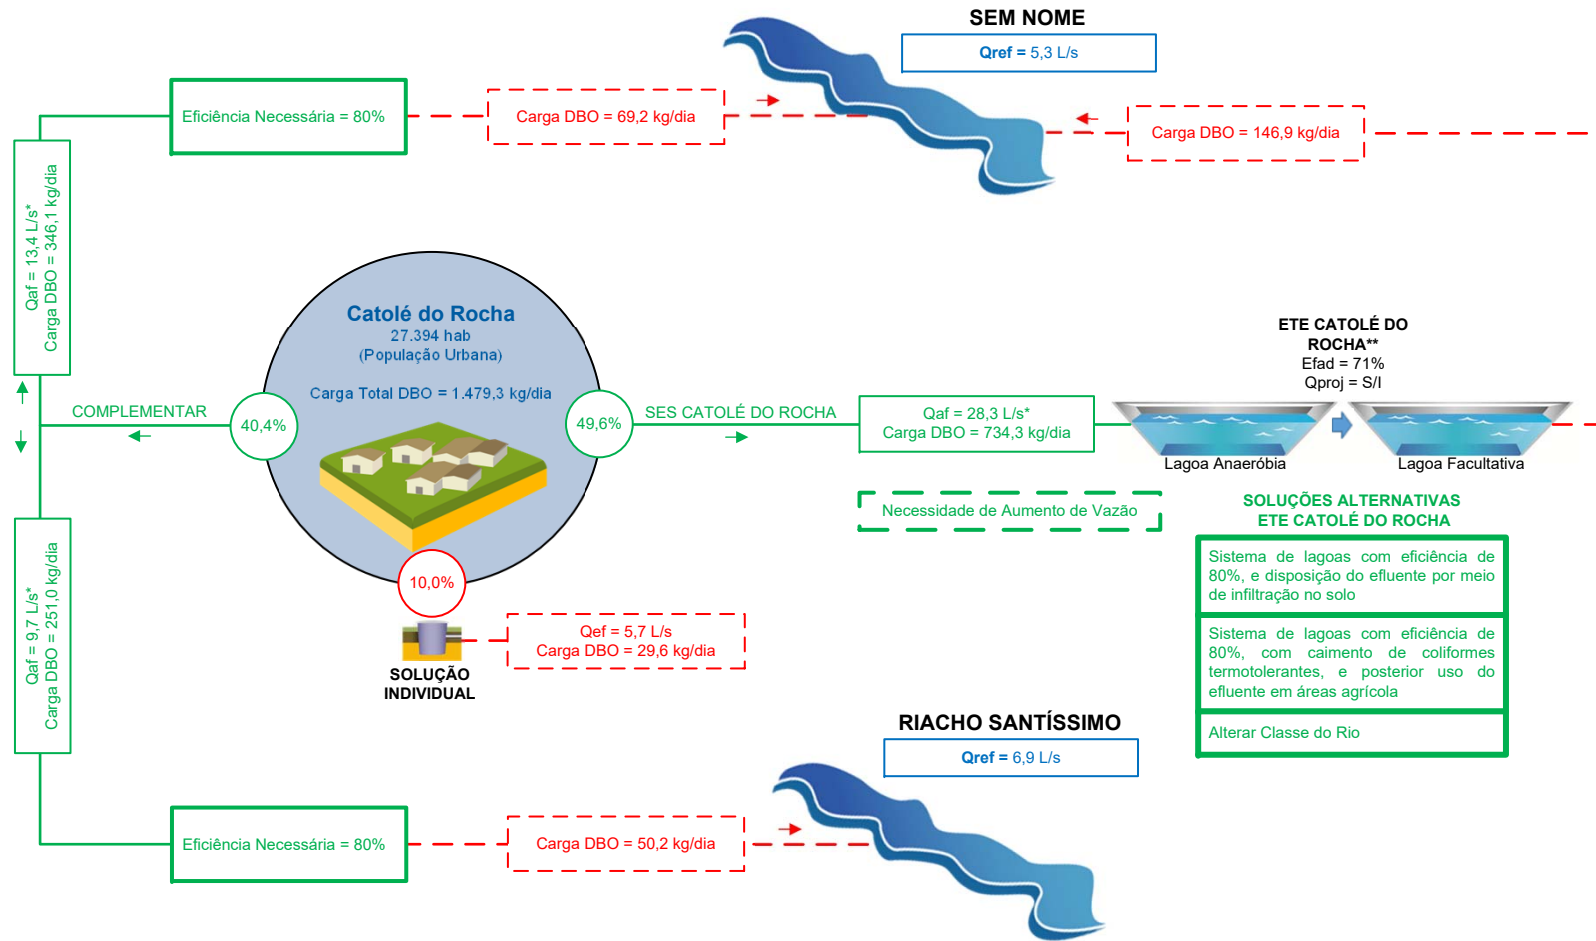 SEM NOME
Qref = 5,3 L/s
Eficiência Necessária = 80%
Carga DBO = 69,2 kg/dia
Carga DBO = 146,9 kg/dia
Qaf = 13,4 L/s*
Carga DBO = 346,1 kg/dia
Catolé do Rocha
27.394 hab
(População Urbana)
Carga Total DBO = 1.479,3 kg/dia
COMPLEMENTAR
40,4%
49,6%
SES CATOLÉ DO ROCHA
Qaf = 28,3 L/s*
Carga DBO = 734,3 kg/dia
ETE CATOLÉ DO
ROCHA**
Efad = 71%
Qproj = S/I
Lagoa Anaeróbia
Lagoa Facultativa
Necessidade de Aumento de Vazão
SOLUÇÕES ALTERNATIVAS
ETE CATOLÉ DO ROCHA
Sistema de lagoas com eficiência de
80%, e disposição do efluente por meio
de infiltração no solo
Sistema de lagoas com eficiência de
80%, com caimento de coliformes
termotolerantes, e posterior uso do
efluente em áreas agrícola
Alterar Classe do Rio
10,0%
SOLUÇÃO
INDIVIDUAL
Qef = 5,7 L/s
Carga DBO = 29,6 kg/dia
Qaf = 9,7 L/s*
Carga DBO = 251,0 kg/dia
RIACHO SANTÍSSIMO
Qref = 6,9 L/s
Eficiência Necessária = 80%
Carga DBO = 50,2 kg/dia